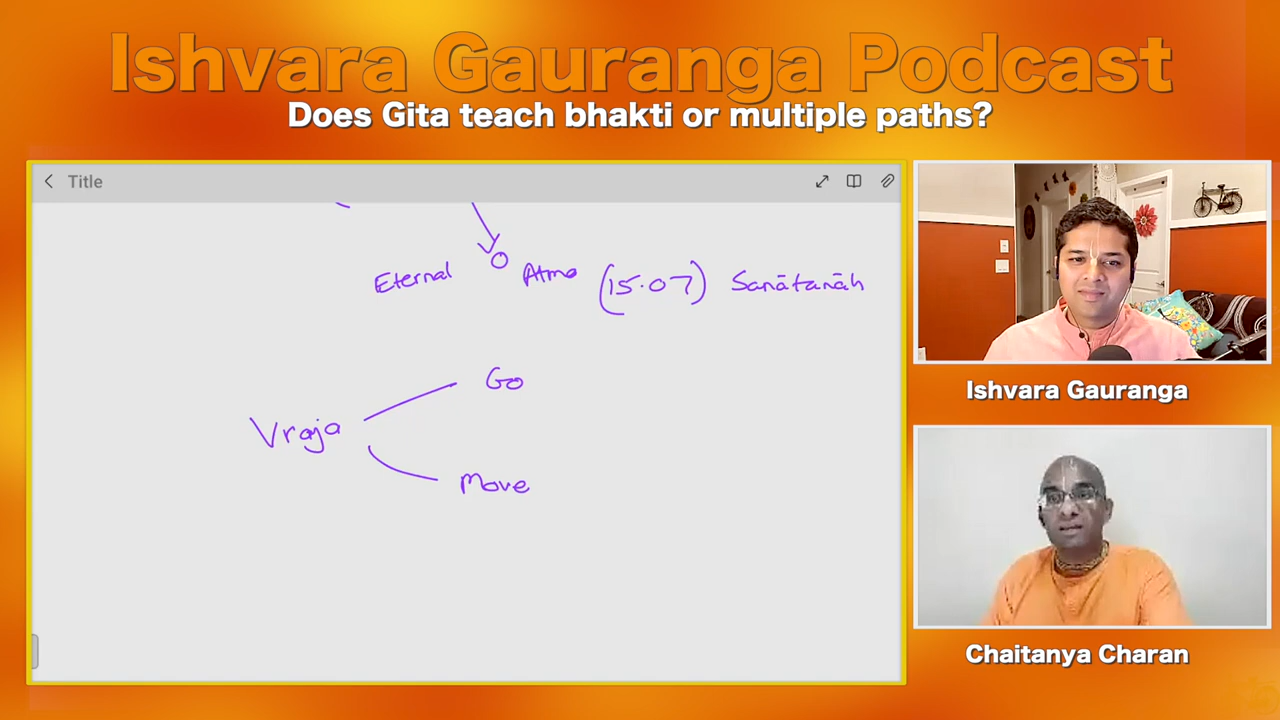 Ishvara Gauranga Podcast
Does Gita teach bhakti or multiple paths?
Title
Eternal Atma (15.07) Sanātanāh
Go
Vraja
Move
Ishvara Gauranga
Chaitanya Charan